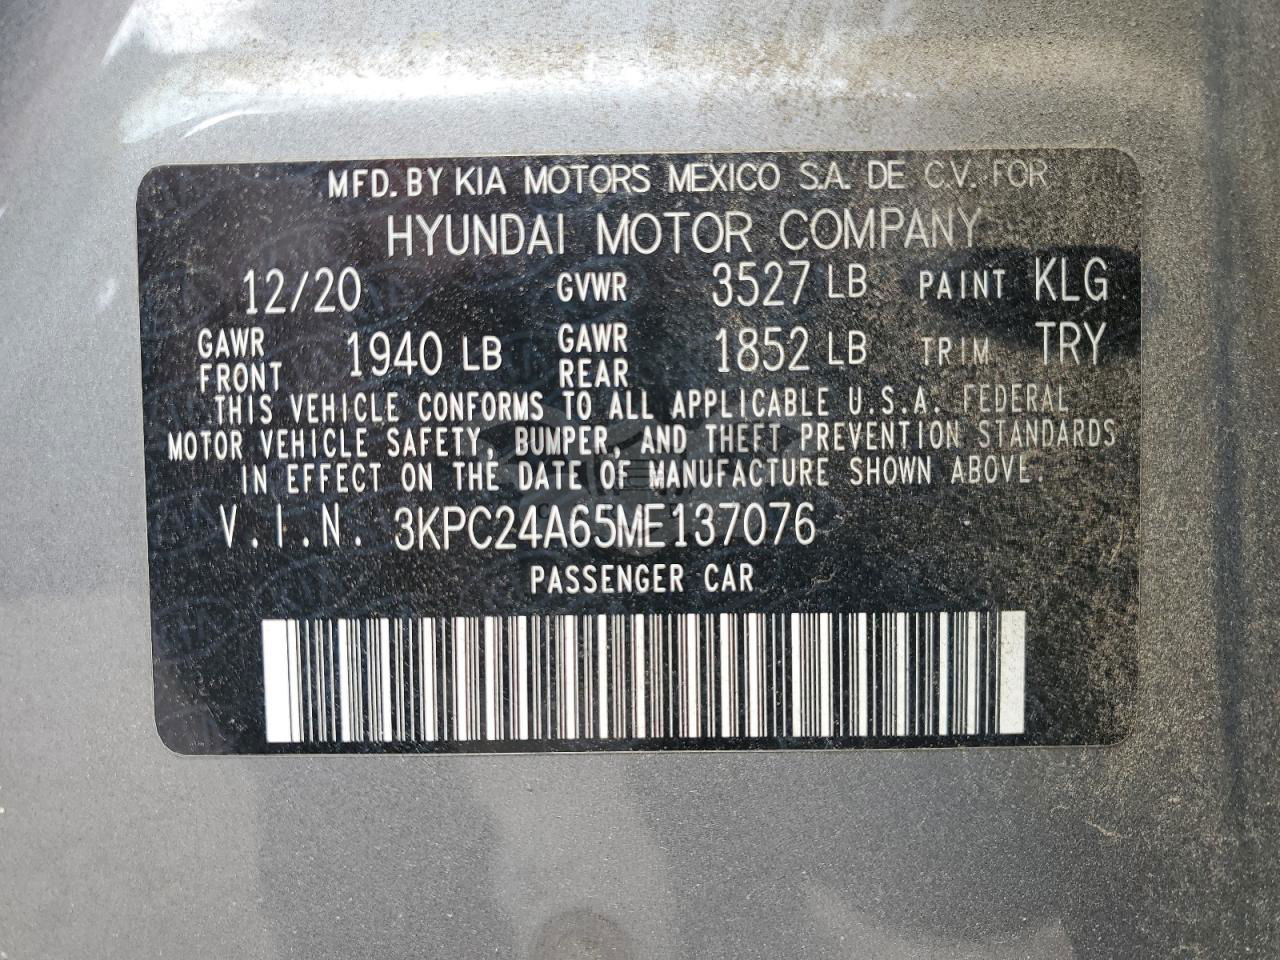 MFD. BY KIA MOTORS MEXICO S.A. DE C.V. FOR
HYUNDAI MOTOR COMPANY
12/20 GVWR 3527 LB PAINT KLG
GAWR FRONT 1940 LB GAWR REAR 1852 LB TRIM TRY
THIS VEHICLE CONFORMS TO ALL APPLICABLE U.S.A. FEDERAL
MOTOR VEHICLE SAFETY, BUMPER, AND THEFT PREVENTION STANDARDS
IN EFFECT ON THE DATE OF MANUFACTURE SHOWN ABOVE.
V.I.N. 3KPC24A65ME137076
PASSENGER CAR